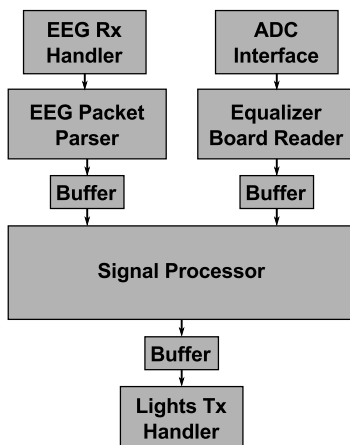 EEG Rx
Handler
ADC
Interface
EEG Packet
Parser
Equalizer
Board Reader
Buffer
Buffer
Signal Processor
Buffer
Lights Tx
Handler